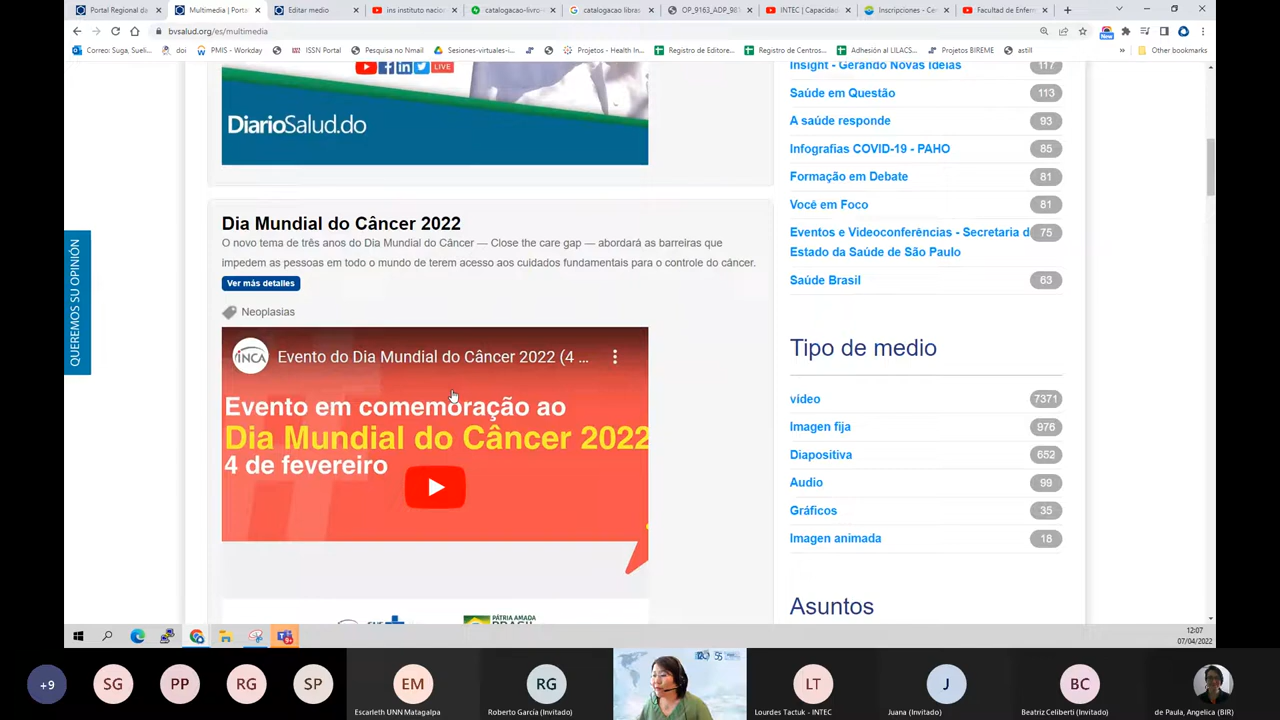 Portal Regional da
Multimedia | Porta
Editar medio
.ins instituto nacion
catalogacao-livro-
catalogacao libras
OP_9163_ADP_981
INTEC | Capacidad
Inscripciones - Cen
Facultad de Enferm
bvsalud.org/es/multimedia
New
Correo: Suga, Sueli...
doi
PMIS - Workday
ISSN Portal
Pesquisa no Nmail
Sesiones-virtuales-i...
Projetos - Health In...
Registro de Editore...
Registro de Centros...
Adhesión al LILACS...
Projetos BIREME
astill
Other bookmarks
LIVE
DiarioSalud.do
QUEREMOS SU OPINIÓN
Dia Mundial do Câncer 2022
O novo tema de três anos do Dia Mundial do Câncer — Close the care gap — abordará as barreiras que
impedem as pessoas em todo o mundo de terem acesso aos cuidados fundamentais para o controle do câncer.
Ver más detalles
Neoplasias
INCA
Evento do Dia Mundial do Câncer 2022 (4 ...
Evento em comemoração ao
Dia Mundial do Câncer 2022
4 de fevereiro
PÁTRIA AMADA
Insight - Gerando Novas Ideias 117
Saúde em Questão 113
A saúde responde 93
Infografias COVID-19 - PAHO 85
Formação em Debate 81
Você em Foco 81
Eventos e Videoconferências - Secretaria d 75
Estado da Saúde de São Paulo
Saúde Brasil 63
Tipo de medio
vídeo 7371
Imagen fija 976
Diapositiva 652
Audio 99
Gráficos 35
Imagen animada 18
Asuntos
12:07
07/04/2022
+9
SG
PP
RG
SP
EM
Escarleth UNN Matagalpa
RG
Roberto García (Invitado)
LT
Lourdes Tactuk - INTEC
J
Juana (Invitado)
BC
Beatriz Celiberti (Invitado)
de Paula, Angelica (BIR)